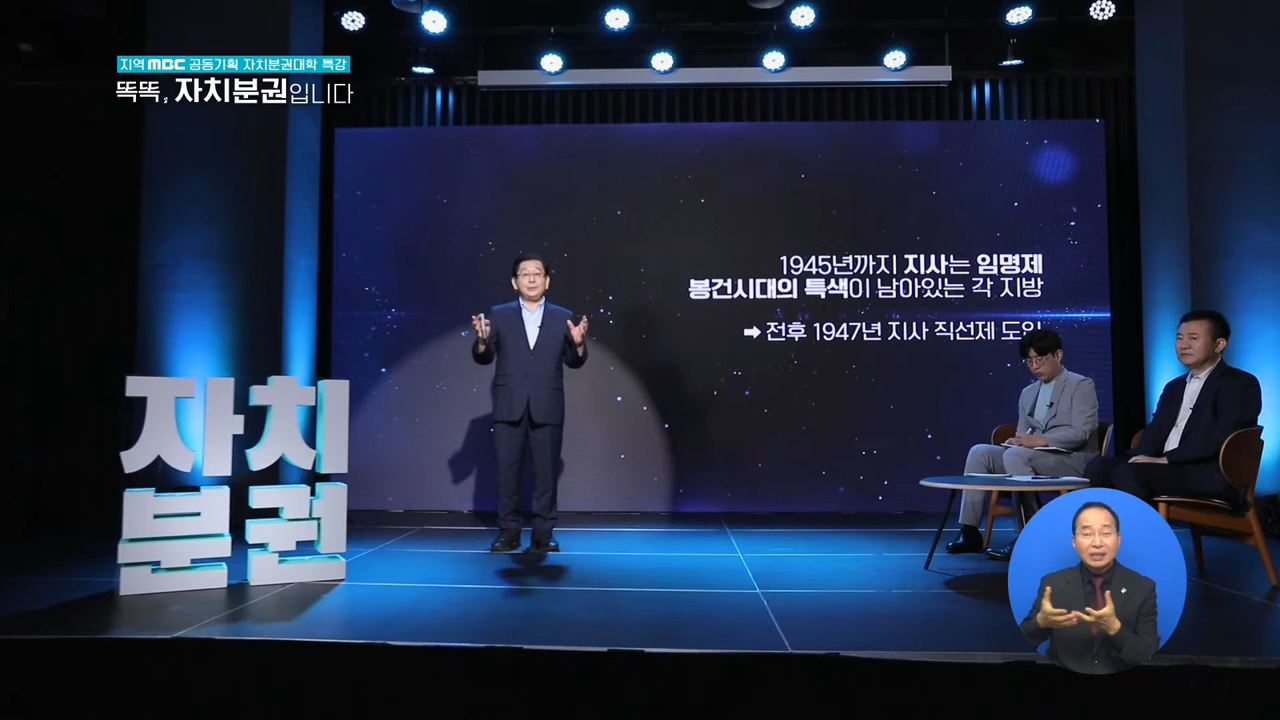 지역 MBC 공동기획 자치분권대학 특강
똑똑, 자치분권입니다
1945년까지 지사는 임명제
봉건시대의 특색이 남아있는 각 지방
➡ 전후 1947년 지사 직선제 도입
자치
분권